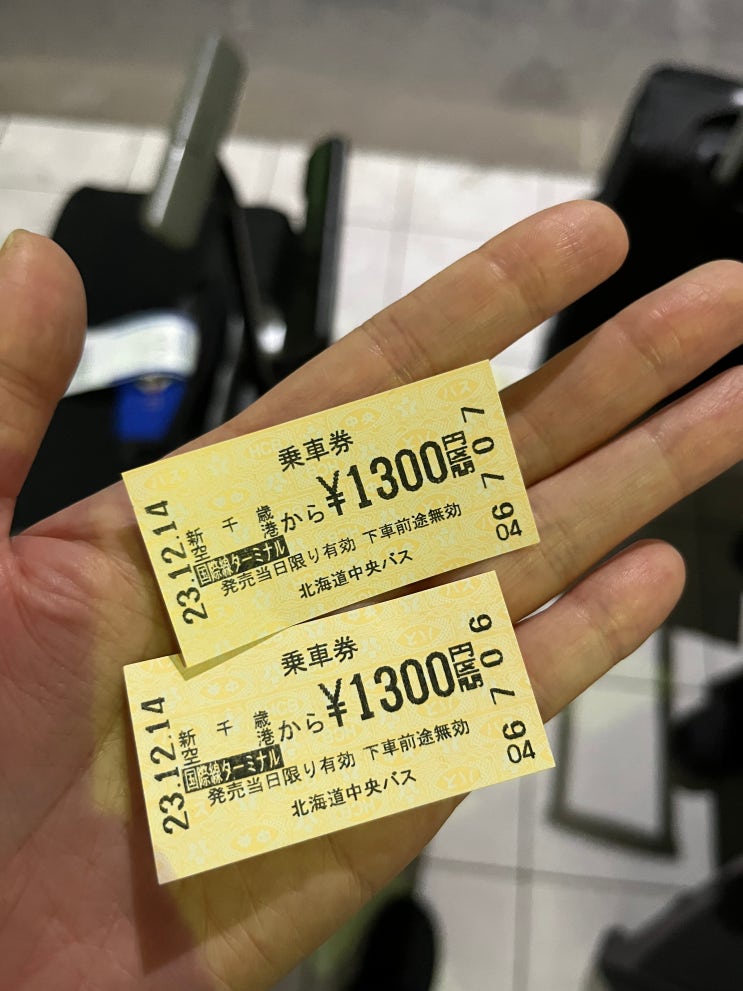 乗車券
23.12.14
新千歳
空港から
¥1300円区間
国際線ターミナル
発売当日限り有効 下車前途無効
北海道中央バス
6707
04
乗車券
23.12.14
新千歳
空港から
¥1300円区間
国際線ターミナル
発売当日限り有効 下車前途無効
北海道中央バス
6706
04